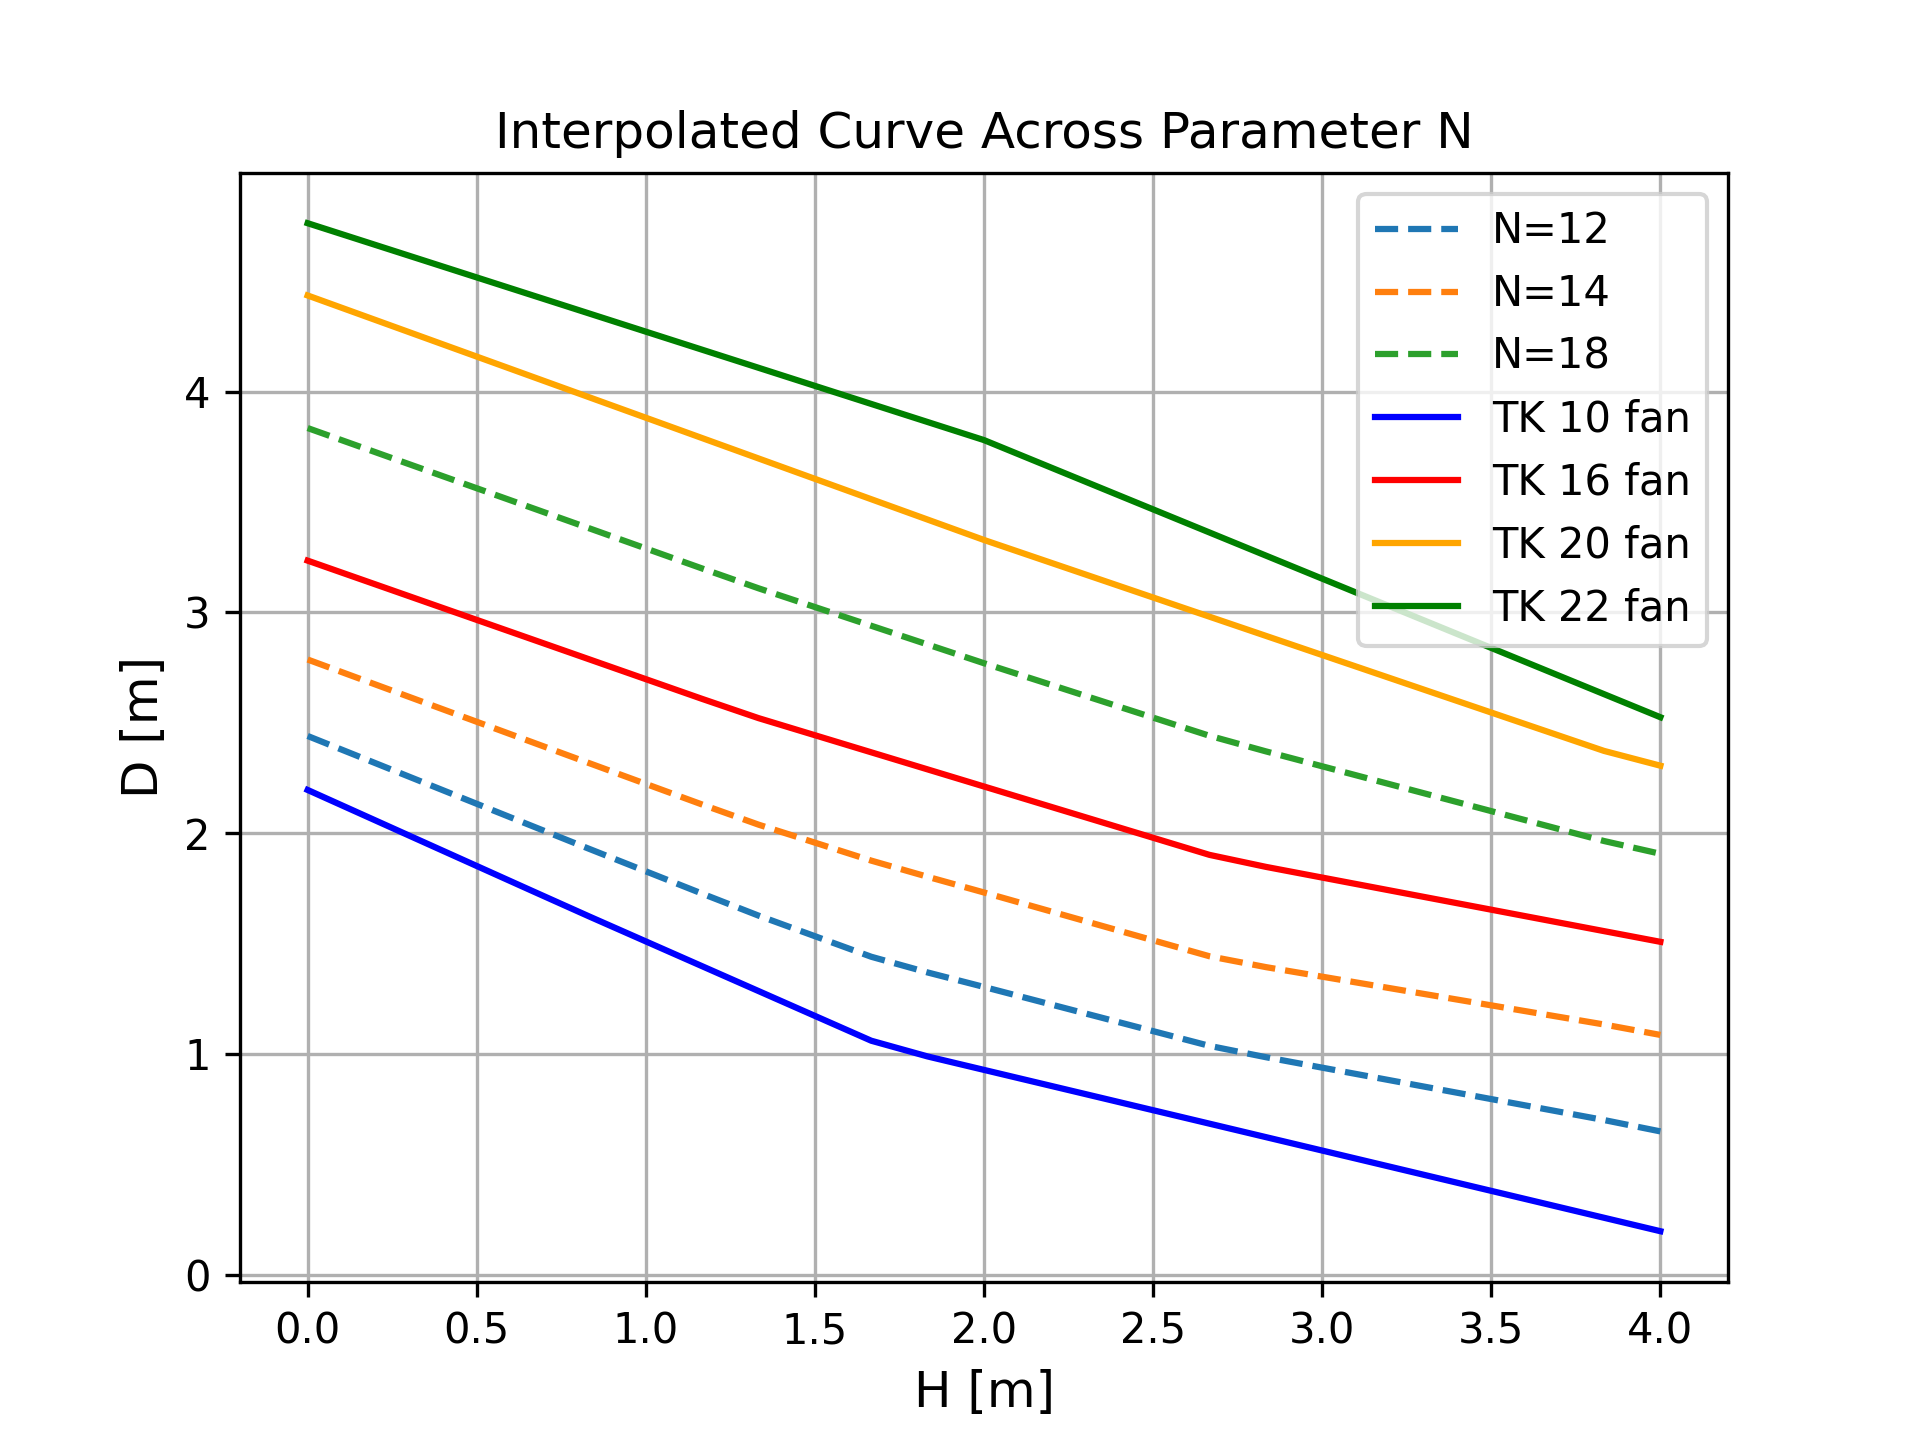 Interpolated Curve Across Parameter N
N=12
N=14
N=18
TK 10 fan
TK 16 fan
TK 20 fan
TK 22 fan
D [m]
4
3
2
1
0
0.0 0.5 1.0 1.5 2.0 2.5 3.0 3.5 4.0
H [m]